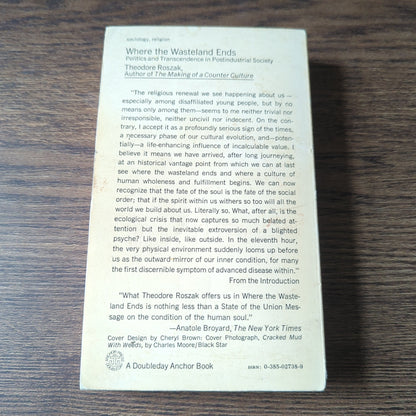 sociology, religion
Where the Wasteland Ends
Politics and Transcendence in Postindustrial Society
Theodore Roszak,
Author of The Making of a Counter Culture
"The religious renewal we see happening about us—
especially among disaffiliated young people, but by no
means only among them—seems to me neither trivial nor
irresponsible, neither uncivil nor indecent. On the con-
trary, I accept it as a profoundly serious sign of the times,
a necessary phase of our cultural evolution, and—poten-
tially—a life-enhancing influence of incalculable value. I
believe it means we have arrived, after long journeying,
at an historical vantage point from which we can at last
see where the wasteland ends and where a culture of
human wholeness and fulfillment begins. We can now
recognize that the fate of the soul is the fate of the social
order; that if the spirit within us withers so too will all the
world we build about us. Literally so. What, after all, is the
ecological crisis that now captures so much belated at-
tention but the inevitable extroversion of a blighted
psyche? Like inside, like outside. In the eleventh hour,
the very physical environment suddenly looms up before
us as the outward mirror of our inner condition, for many
the first discernible symptom of advanced disease within."
From the Introduction
"What Theodore Roszak offers us in Where the Waste-
land Ends is nothing less than a State of the Union Mes-
sage on the condition of the human soul."
—Anatole Broyard, The New York Times
Cover Design by Cheryl Brown: Cover Photograph, Cracked Mud
With Weeds, by Charles Moore/Black Star
A Doubleday Anchor Book
ISBN: 0-385-02738-9